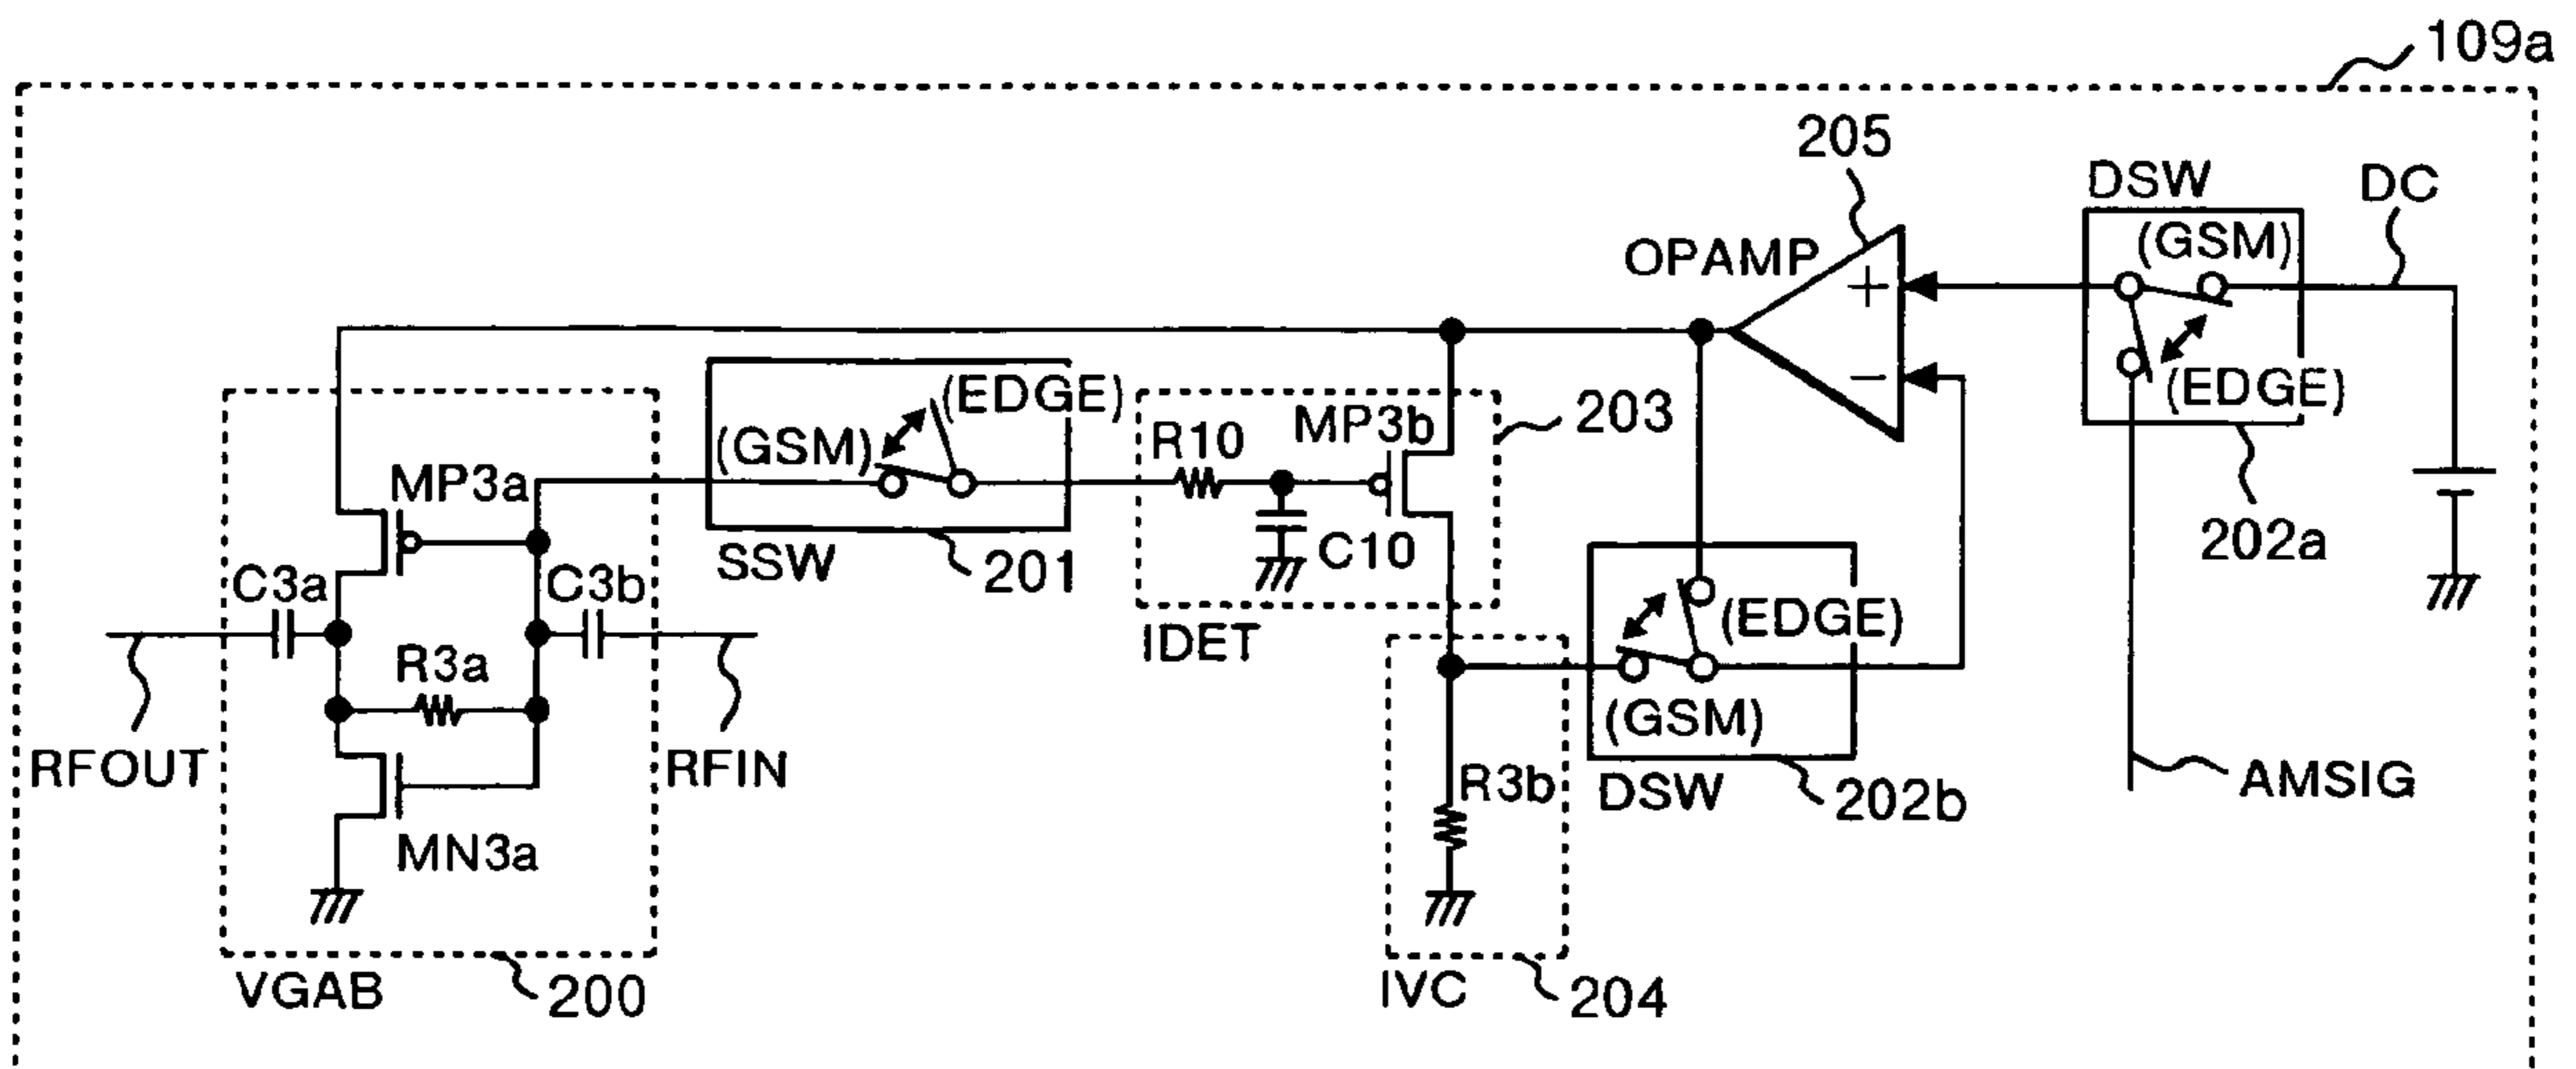 109a
205
DSW
DC
(GSM)
OPAMP
+
−
(EDGE)
202a
(EDGE)
(GSM)
MP3b
203
R10
MP3a
C10
SSW
201
C3a
C3b
IDET
(EDGE)
R3a
(GSM)
RFOUT
RFIN
R3b
DSW
202b
AMSIG
MN3a
VGAB
200
IVC
204